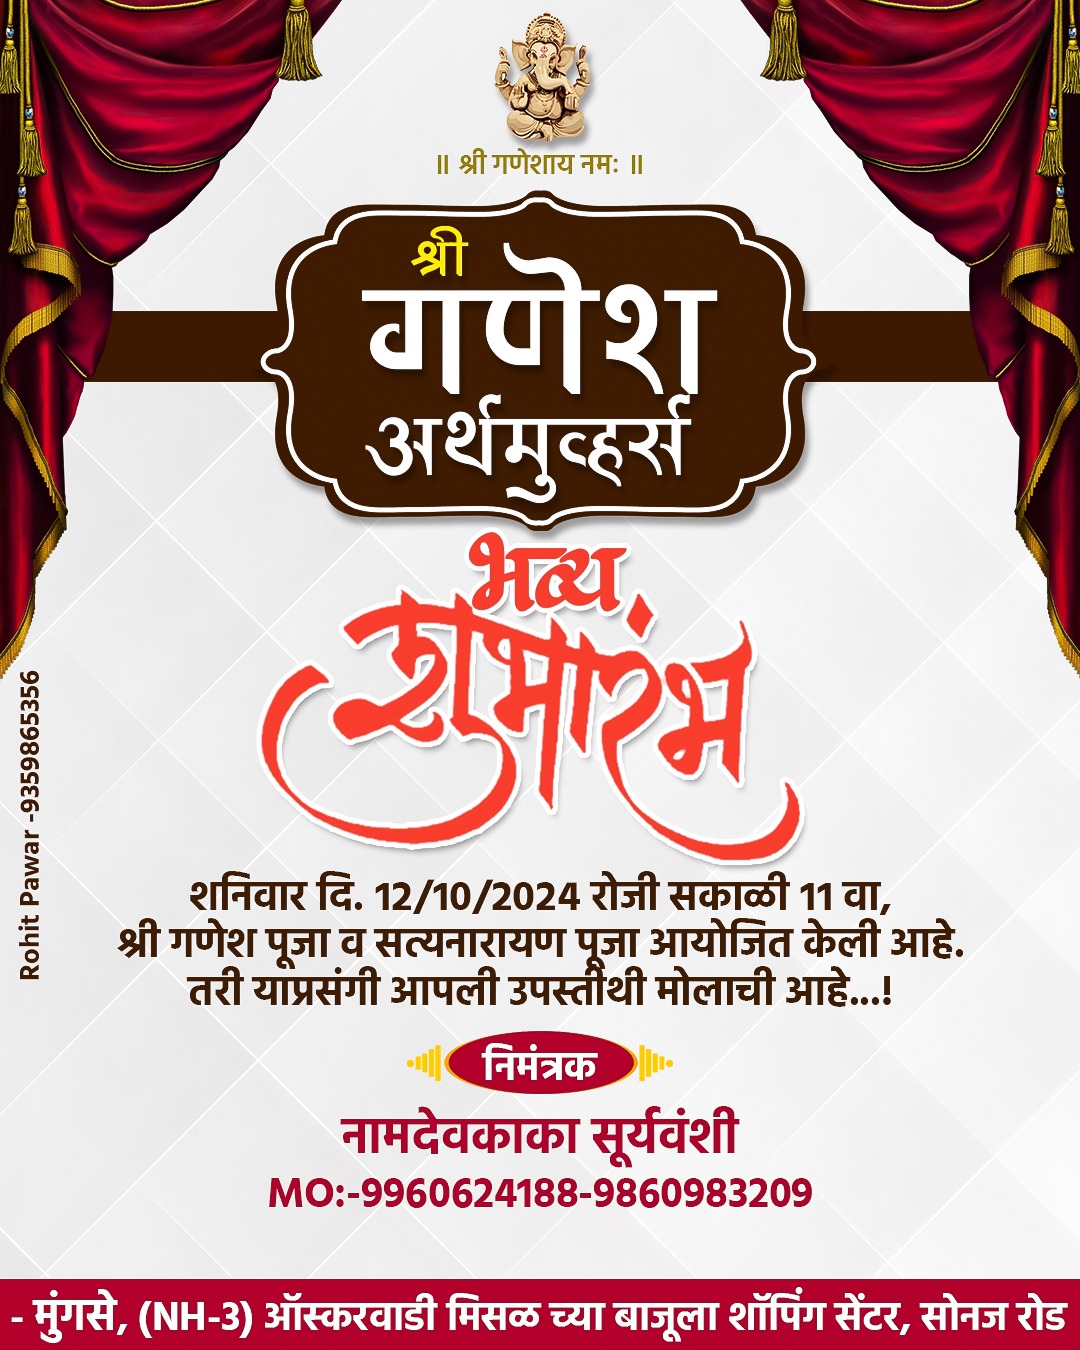 ॥ श्री गणेशाय नमः ॥
श्री
गणेश
अर्थमुव्हर्स
भव्य
शुभारंभ
शनिवार दि. 12/10/2024 रोजी सकाळी 11 वा,
श्री गणेश पूजा व सत्यनारायण पूजा आयोजित केली आहे.
तरी याप्रसंगी आपली उपस्तीथी मोलाची आहे...!
निमंत्रक
नामदेवकाका सूर्यवंशी
MO:-9960624188-9860983209
- मुंगसे, (NH-3) ऑस्करवाडी मिसळ च्या बाजूला शॉपिंग सेंटर, सोनज रोड
Rohit Pawar -9359865356